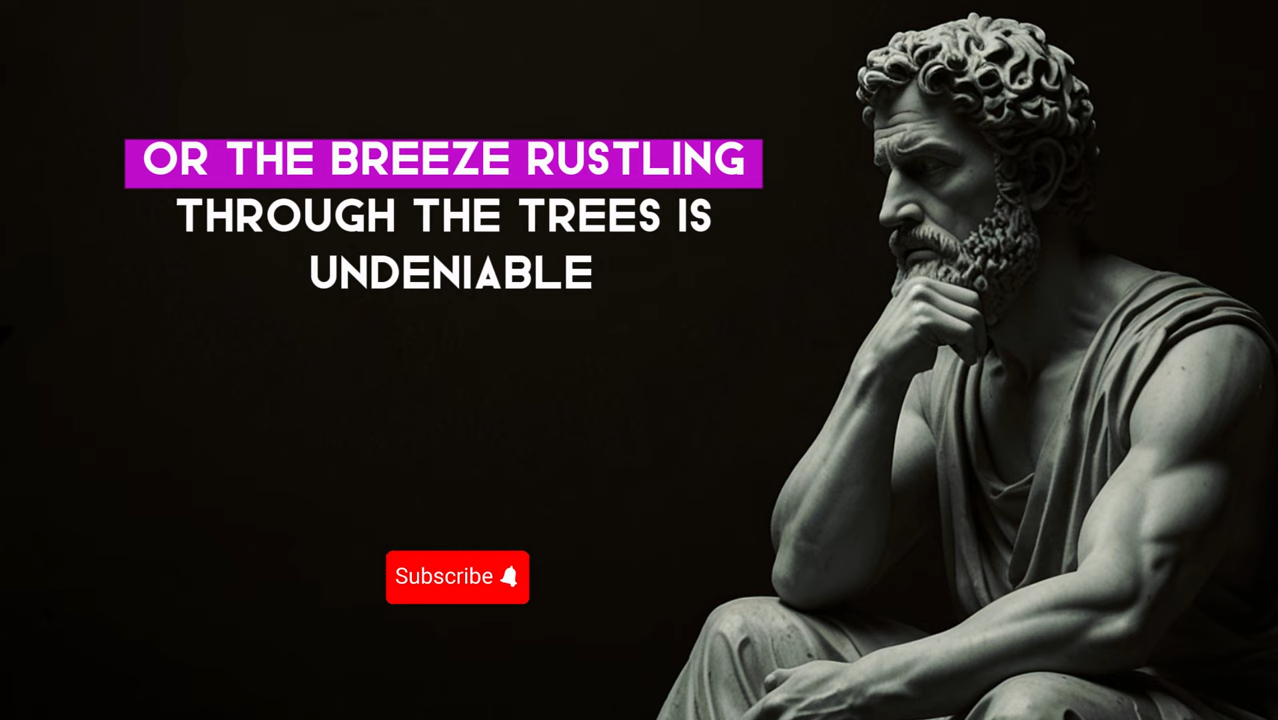 OR THE BREEZE RUSTLING
THROUGH THE TREES IS
UNDENIABLE
Subscribe